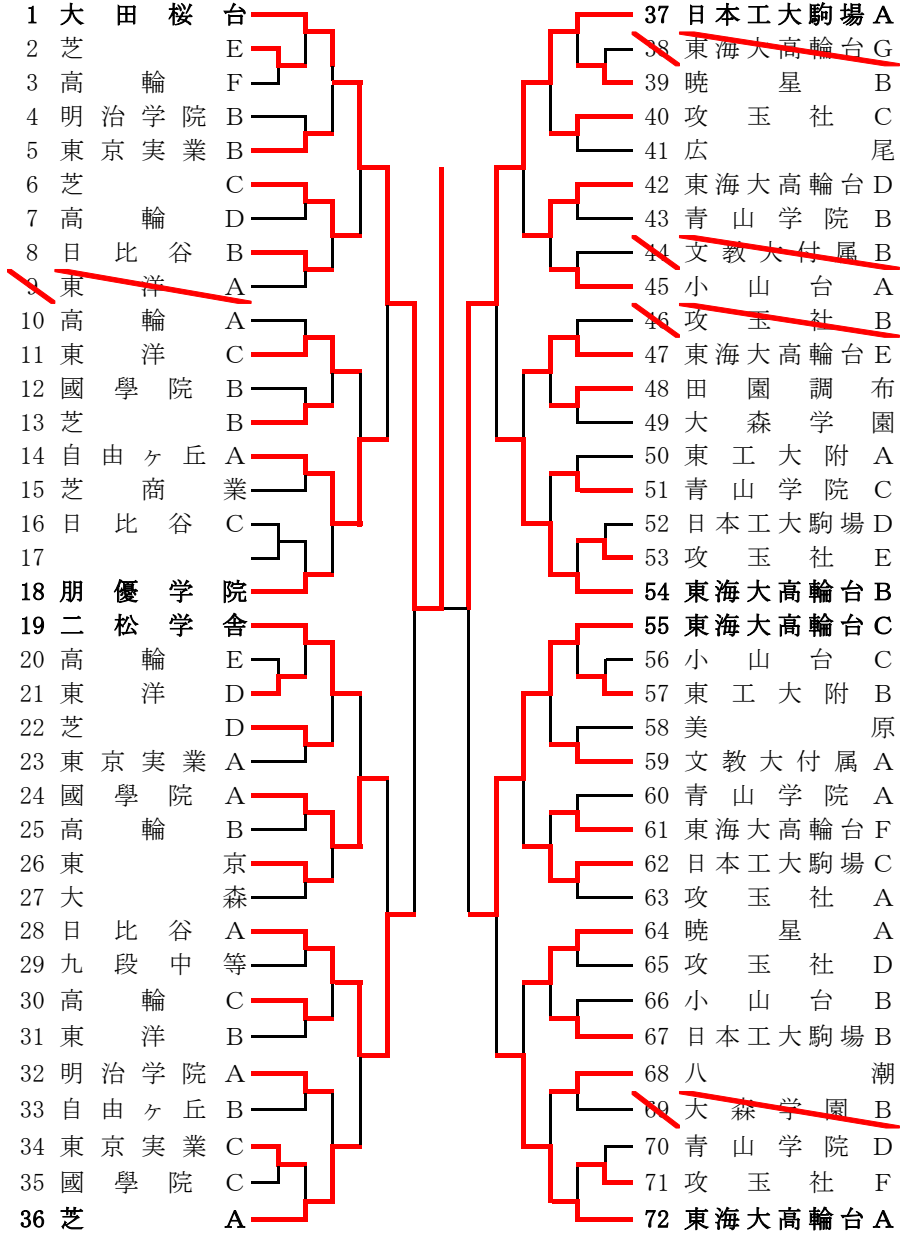 1 大田桜台
2 芝 E
3 高輪 F
4 明治学院 B
5 東京実業 B
6 芝 C
7 高輪 D
8 日比谷 B
9 東洋 A
10 高輪 A
11 東洋 C
12 國學院 B
13 芝 B
14 自由ヶ丘 A
15 芝商業
16 日比谷 C
17
18 朋優学院
19 二松学舎
20 高輪 E
21 東洋 D
22 芝 D
23 東京実業 A
24 國學院 A
25 高輪 B
26 東京
27 大森
28 日比谷 A
29 九段中等
30 高輪 C
31 東洋 B
32 明治学院 A
33 自由ヶ丘 B
34 東京実業 C
35 國學院 C
36 芝 A
37 日本工大駒場 A
38 東海大高輪台 G
39 暁星 B
40 攻玉社 C
41 広尾
42 東海大高輪台 D
43 青山学院 B
44 文教大付属 B
45 小山台 A
46 攻玉社 B
47 東海大高輪台 E
48 田園調布
49 大森学園
50 東工大附 A
51 青山学院 C
52 日本工大駒場 D
53 攻玉社 E
54 東海大高輪台 B
55 東海大高輪台 C
56 小山台 C
57 東工大附 B
58 美原
59 文教大付属 A
60 青山学院 A
61 東海大高輪台 F
62 日本工大駒場 C
63 攻玉社 A
64 暁星 A
65 攻玉社 D
66 小山台 B
67 日本工大駒場 B
68 八潮
69 大森学園 B
70 青山学院 D
71 攻玉社 F
72 東海大高輪台 A